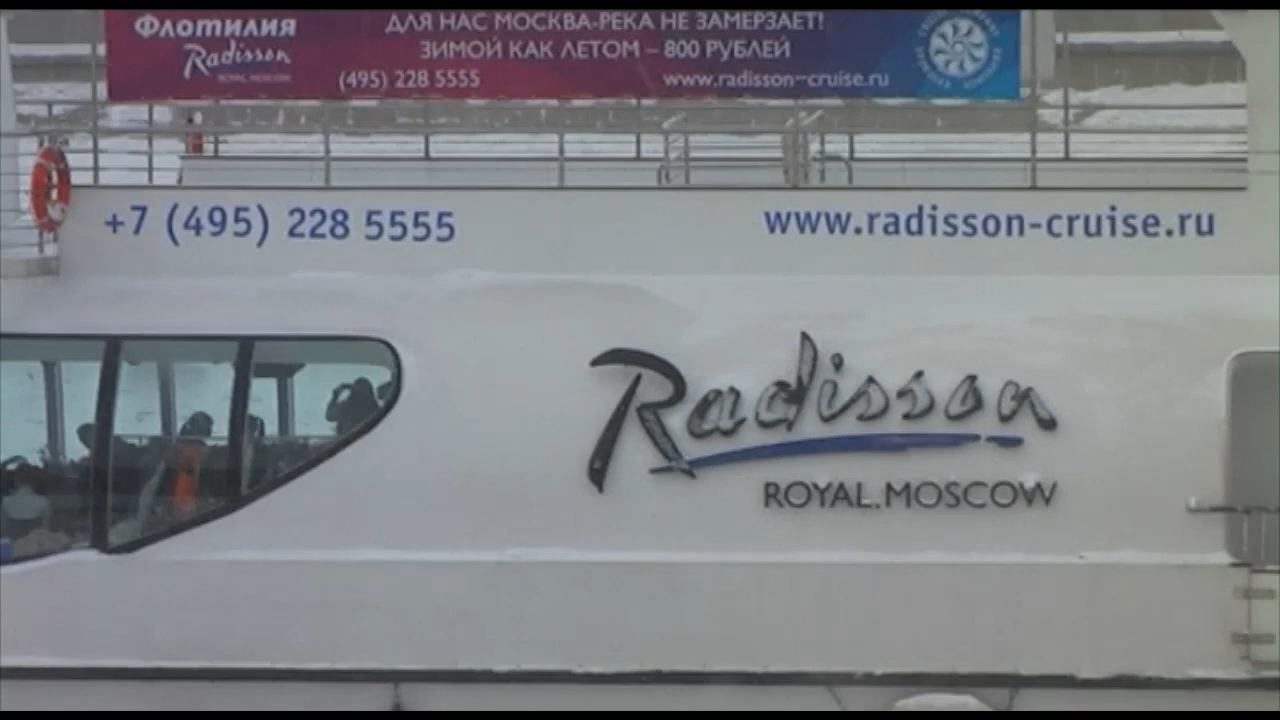 Флотилия
Radisson
ROYAL, MOSCOW
ДЛЯ НАС МОСКВА-РЕКА НЕ ЗАМЕРЗАЕТ!
ЗИМОЙ КАК ЛЕТОМ – 800 РУБЛЕЙ
(495) 228 5555
www.radisson-cruise.ru
+7 (495) 228 5555
www.radisson-cruise.ru
Radisson
ROYAL, MOSCOW